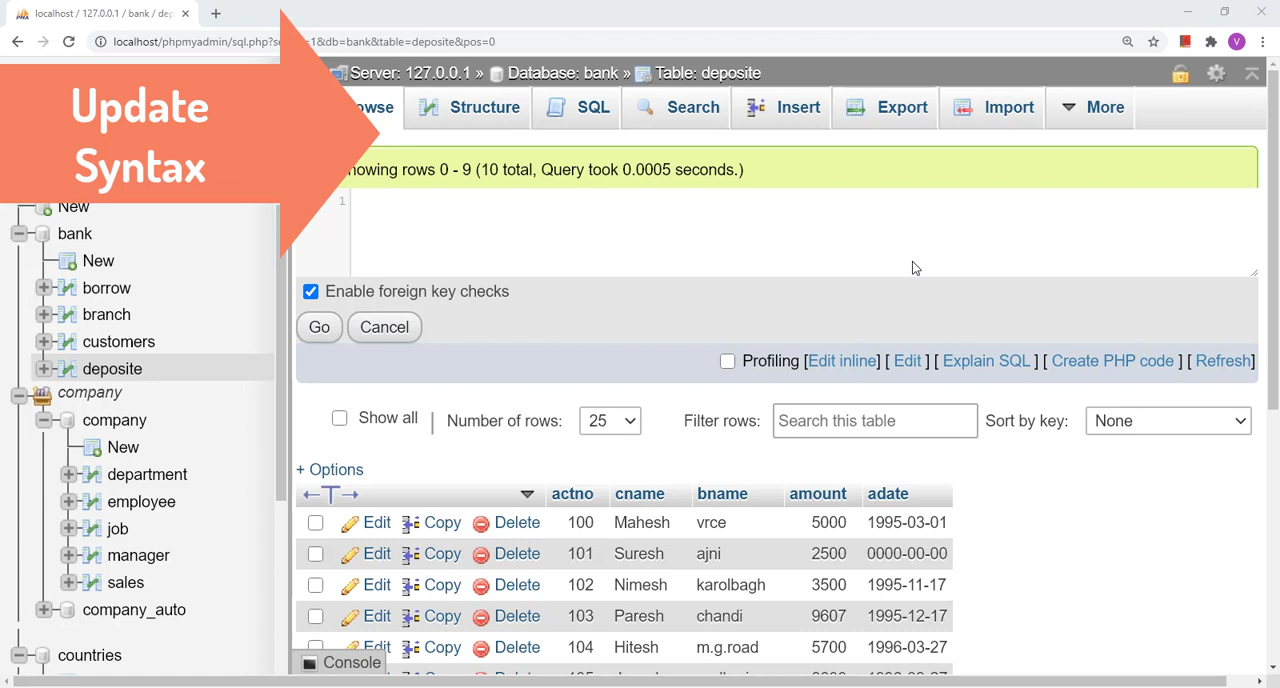 localhost / 127.0.0.1 / bank / dep
localhost/phpmyadmin/sql.php?se
=1&db=bank&table=deposite&pos=0
V
Update
Syntax
Server: 127.0.0.1 » Database: bank » Table: deposite
owse Structure SQL Search Insert Export Import More
howing rows 0 - 9 (10 total, Query took 0.0005 seconds.)
1
Enable foreign key checks
Go Cancel
Profiling [Edit inline] [ Edit ] [ Explain SQL ] [ Create PHP code ] [ Refresh]
Show all Number of rows: 25 Filter rows: Search this table Sort by key: None
+ Options
actno cname bname amount adate
Edit Copy Delete 100 Mahesh vrce 5000 1995-03-01
Edit Copy Delete 101 Suresh ajni 2500 0000-00-00
Edit Copy Delete 102 Nimesh karolbagh 3500 1995-11-17
Edit Copy Delete 103 Paresh chandi 9607 1995-12-17
Edit Copy Delete 104 Hitesh m.g.road 5700 1996-03-27
Console
New
bank
New
borrow
branch
customers
deposite
company
company
New
department
employee
job
manager
sales
company_auto
countries